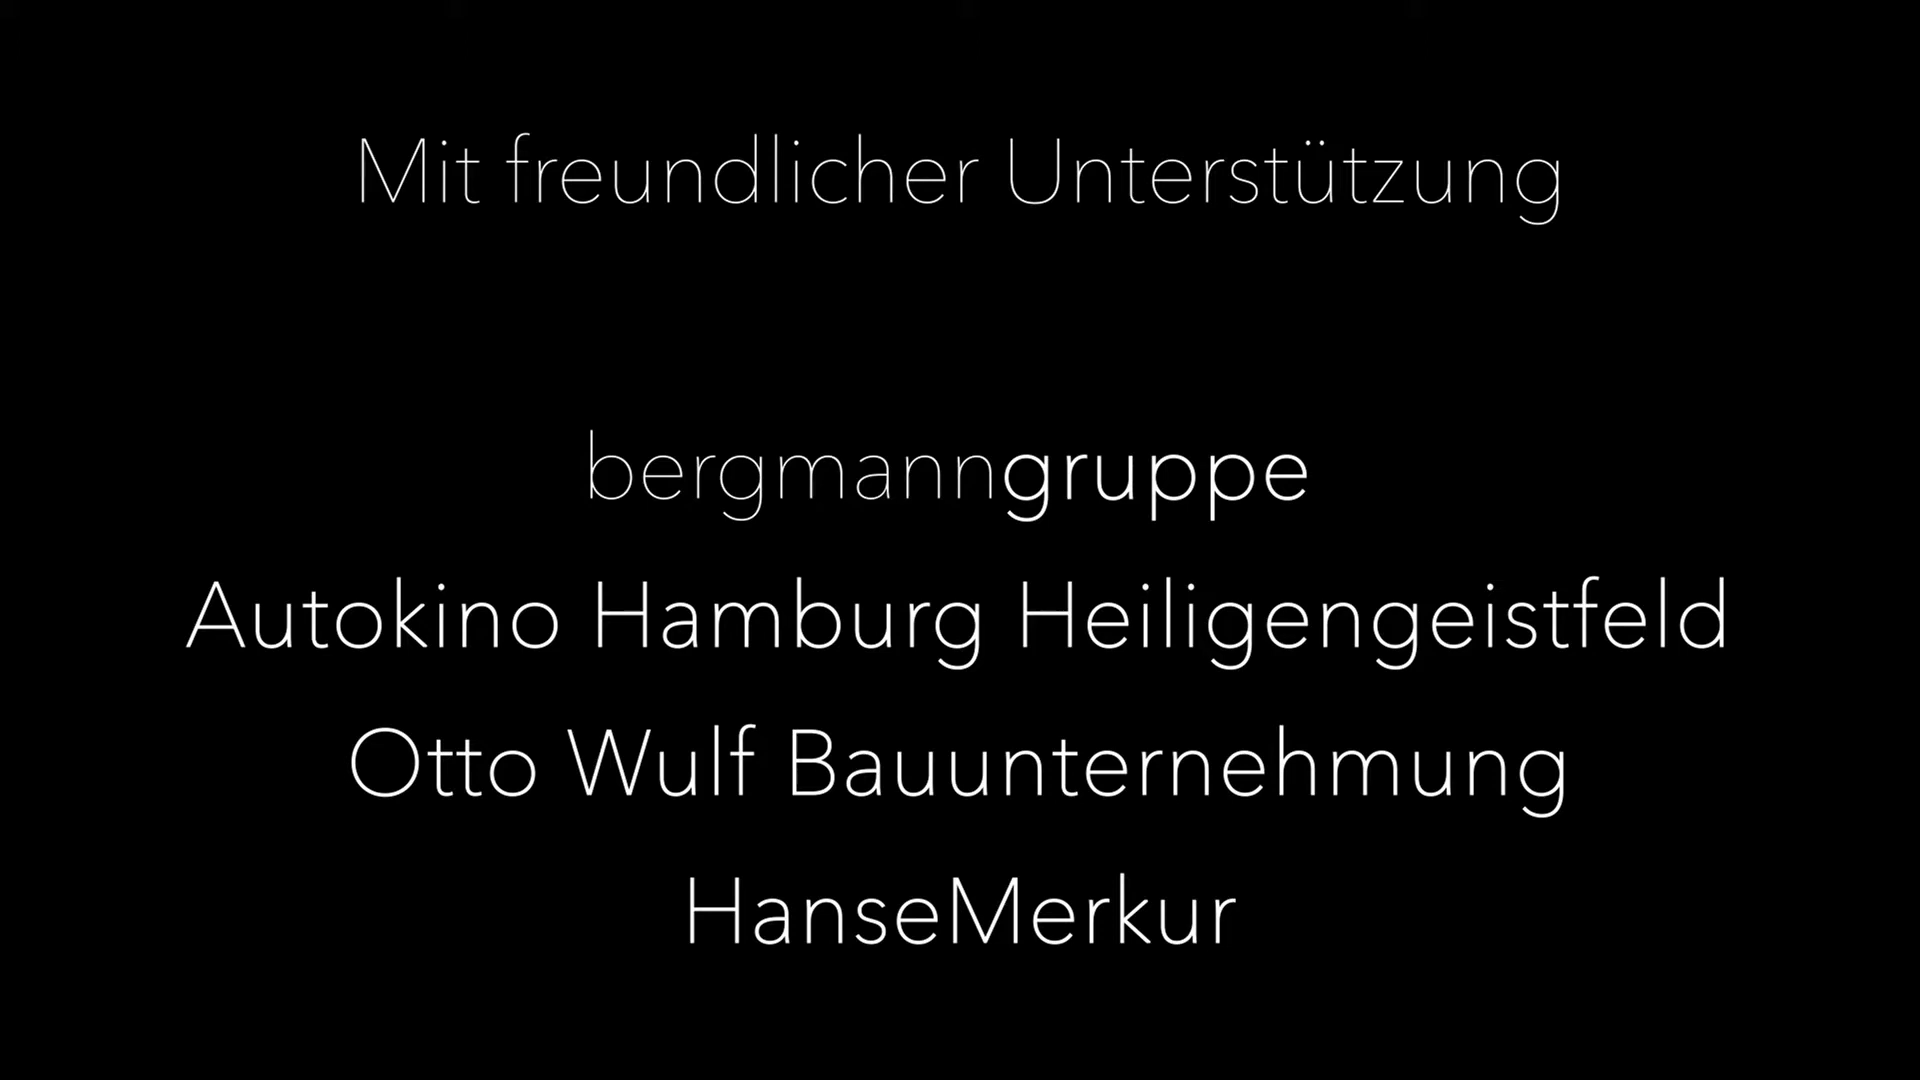 Mit freundlicher Unterstützung
bergmanngruppe
Autokino Hamburg Heiligengeistfeld
Otto Wulf Bauunternehmung
HanseMerkur